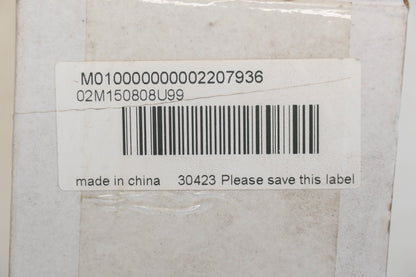 M010000000002207936
02M150808U99
made in china 30423 Please save this label